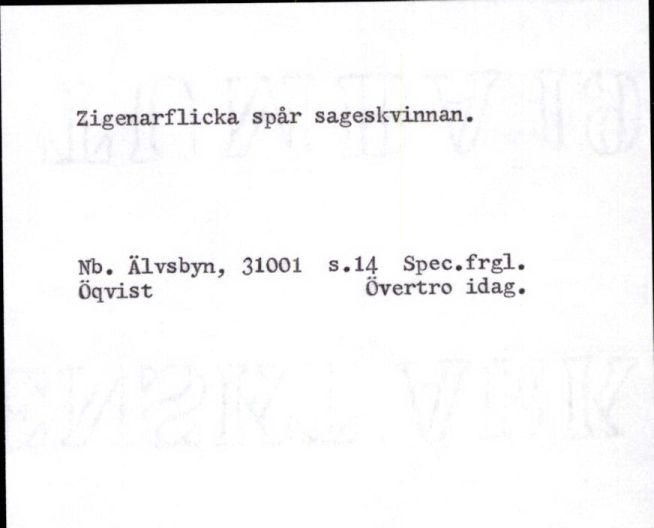 Zigenarflicka spår sageskvinnan.
Nb. Älvsbyn, 31001 s.14 Spec.frgl.
Öqvist Övertro idag.